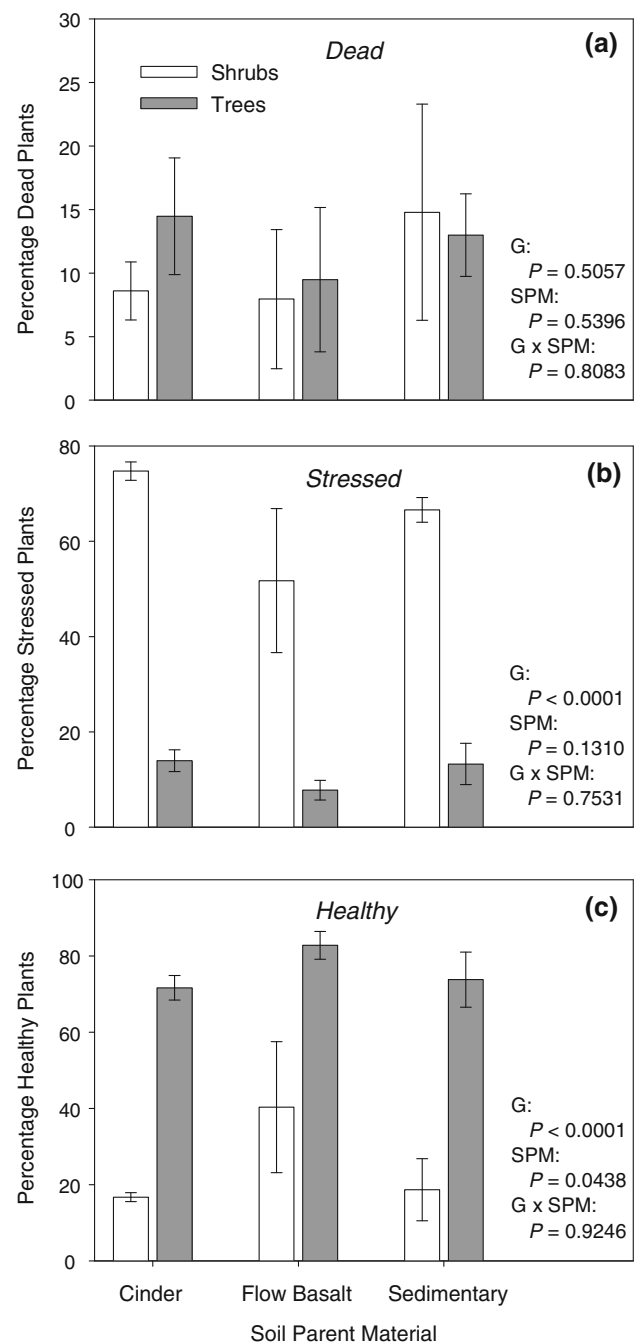 (a)
Dead
Shrubs
Trees
Percentage Dead Plants
30
25
20
15
10
5
0
G:
P = 0.5057
SPM:
P = 0.5396
G x SPM:
P = 0.8083
(b)
Stressed
Percentage Stressed Plants
80
60
40
20
0
G:
P < 0.0001
SPM:
P = 0.1310
G x SPM:
P = 0.7531
(c)
Healthy
Percentage Healthy Plants
100
80
60
40
20
0
G:
P < 0.0001
SPM:
P = 0.0438
G x SPM:
P = 0.9246
Cinder Flow Basalt Sedimentary
Soil Parent Material